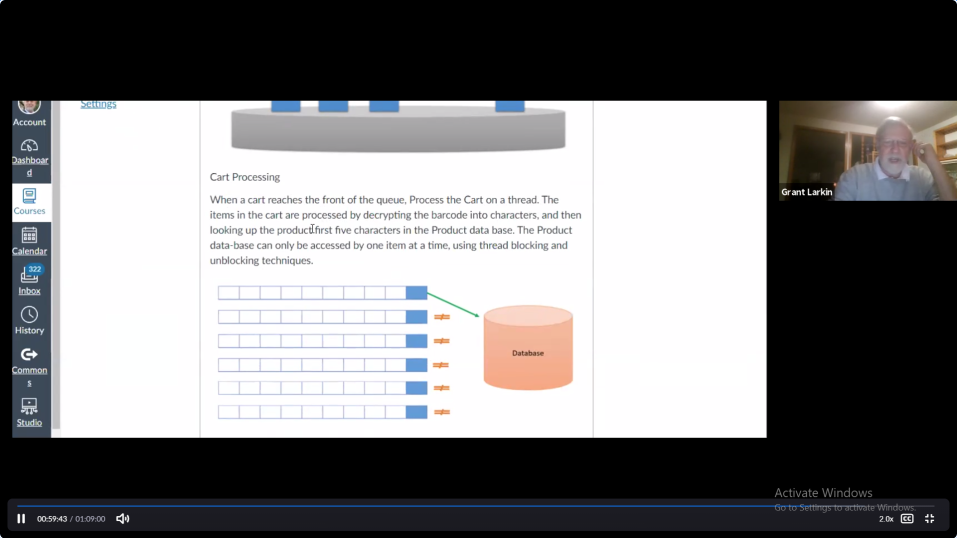 Settings
Account
Dashboar
d
Courses
Calendar
322
Inbox
History
Common
s
Studio
Cart Processing
When a cart reaches the front of the queue, Process the Cart on a thread. The
items in the cart are processed by decrypting the barcode into characters, and then
looking up the product first five characters in the Product data base. The Product
data-base can only be accessed by one item at a time, using thread blocking and
unblocking techniques.
Database
Grant Larkin
Activate Windows
Go to Settings to activate Windows.
00:59:43 / 01:09:00
2.0x
CC